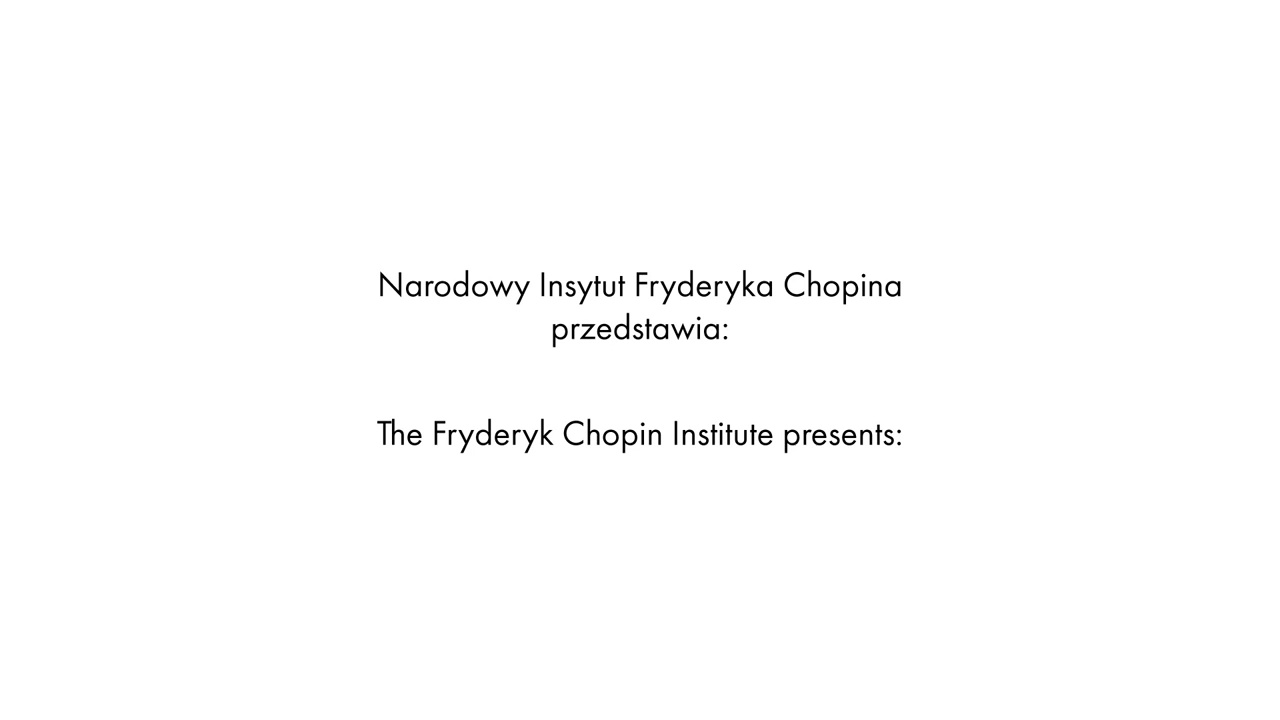 Narodowy Insytut Fryderyka Chopina
przedstawia:
The Fryderyk Chopin Institute presents: